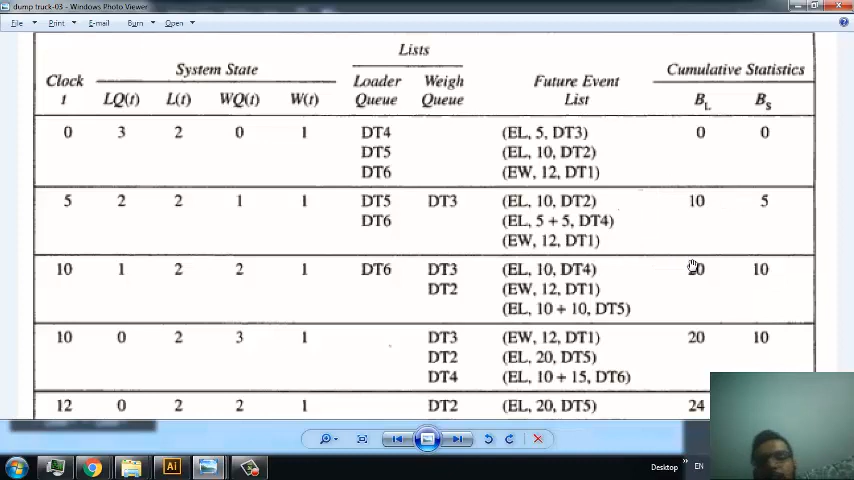 dump truck-03 - Windows Photo Viewer
File Print E-mail Burn Open
Lists
System State Cumulative Statistics
Clock Loader Weigh Future Event
t LQ(t) L(t) WQ(t) W(t) Queue Queue List BL BS
0 3 2 0 1 DT4 (EL, 5, DT3) 0 0
DT5 (EL, 10, DT2)
DT6 (EW, 12, DT1)
5 2 2 1 1 DT5 DT3 (EL, 10, DT2) 10 5
DT6 (EL, 5 + 5, DT4)
(EW, 12, DT1)
10 1 2 2 1 DT6 DT3 (EL, 10, DT4) 20 10
DT2 (EW, 12, DT1)
(EL, 10 + 10, DT5)
10 0 2 3 1 DT3 (EW, 12, DT1) 20 10
DT2 (EL, 20, DT5)
DT4 (EL, 10 + 15, DT6)
12 0 2 2 1 DT2 (EL, 20, DT5) 24
Ai Desktop » EN